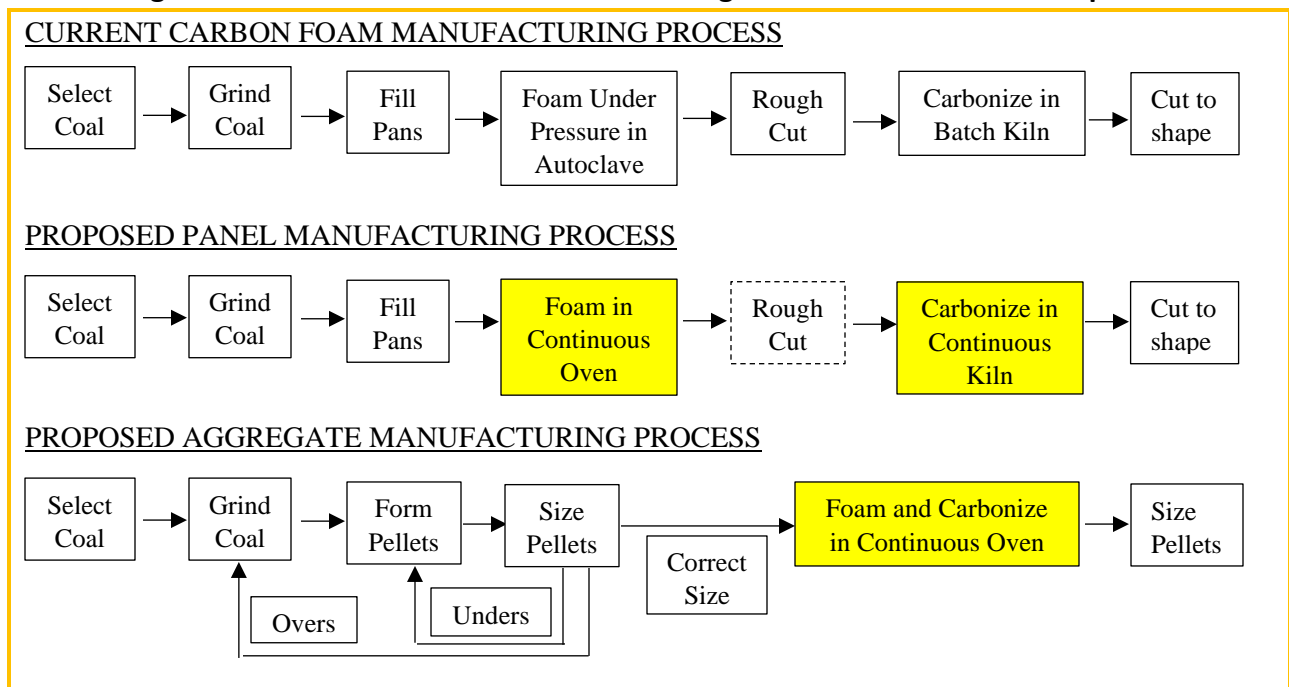 CURRENT CARBON FOAM MANUFACTURING PROCESS
Select
Coal
Grind
Coal
Fill
Pans
Foam Under
Pressure in
Autoclave
Rough
Cut
Carbonize in
Batch Kiln
Cut to
shape
PROPOSED PANEL MANUFACTURING PROCESS
Select
Coal
Grind
Coal
Fill
Pans
Foam in
Continuous
Oven
Rough
Cut
Carbonize in
Continuous
Kiln
Cut to
shape
PROPOSED AGGREGATE MANUFACTURING PROCESS
Select
Coal
Grind
Coal
Form
Pellets
Size
Pellets
Correct
Size
Foam and Carbonize
in Continuous Oven
Size
Pellets
Overs
Unders